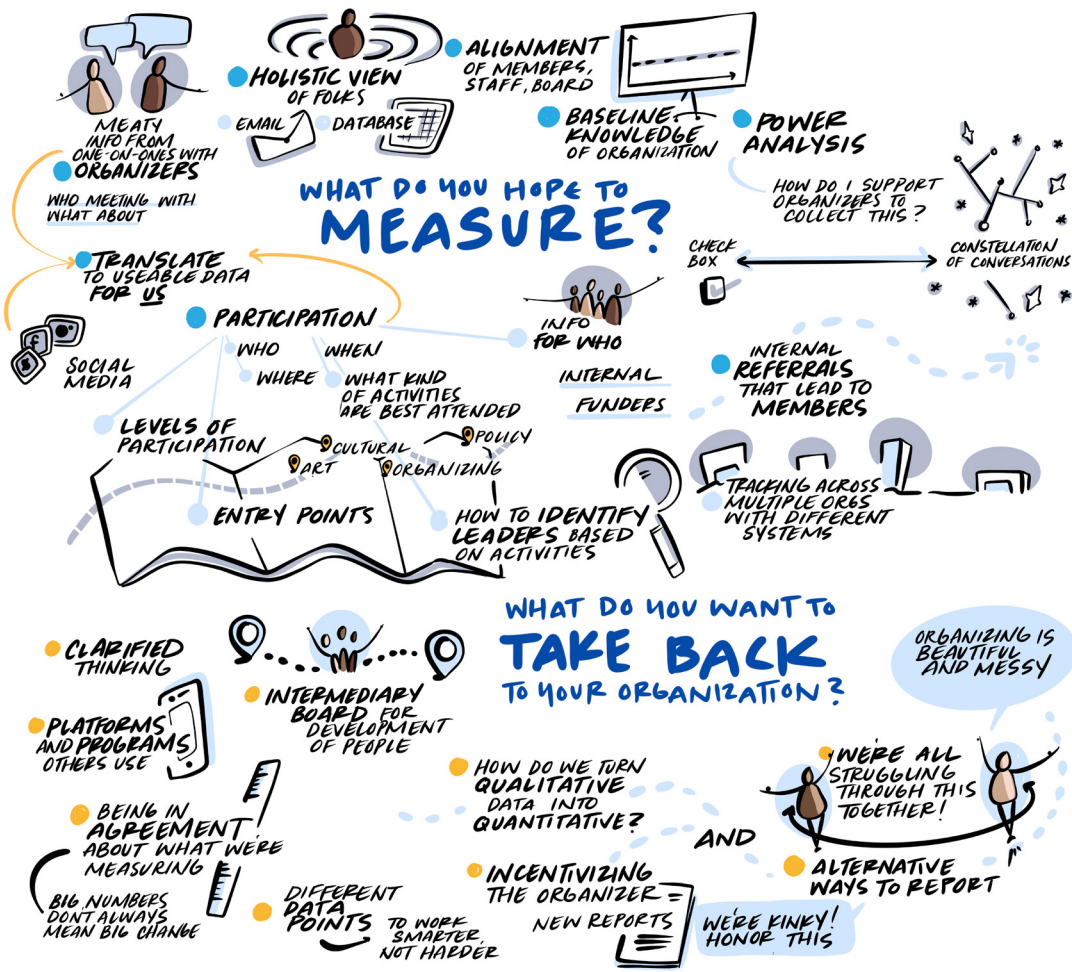 MEATY
INFO FROM
ONE-ON-ONES WITH
ORGANIZERS
WHO MEETING WITH
WHAT ABOUT
HOLISTIC VIEW
OF FOLKS
EMAIL
DATABASE
ALIGNMENT
OF MEMBERS,
STAFF, BOARD
BASELINE
KNOWLEDGE
OF ORGANIZATION
POWER
ANALYSIS
HOW DO I SUPPORT
ORGANIZERS TO
COLLECT THIS?
WHAT DO YOU HOPE TO
MEASURE?
CHECK
BOX
CONSTELLATION
OF CONVERSATIONS
TRANSLATE
TO USEABLE DATA
FOR US
SOCIAL
MEDIA
PARTICIPATION
WHO
WHEN
WHERE
WHAT KIND
OF ACTIVITIES
ARE BEST ATTENDED
INFO
FOR WHO
INTERNAL
FUNDERS
INTERNAL
REFERRALS
THAT LEAD TO
MEMBERS
LEVELS OF
PARTICIPATION
CULTURAL
POLICY
ART
ORGANIZING
ENTRY POINTS
HOW TO IDENTIFY
LEADERS BASED
ON ACTIVITIES
TRACKING ACROSS
MULTIPLE ORGS
WITH DIFFERENT
SYSTEMS
WHAT DO YOU WANT TO
TAKE BACK
TO YOUR ORGANIZATION?
CLARIFIED
THINKING
PLATFORMS
AND PROGRAMS
OTHERS USE
INTERMEDIARY
BOARD FOR
DEVELOPMENT
OF PEOPLE
ORGANIZING IS
BEAUTIFUL
AND MESSY
BEING IN
AGREEMENT
ABOUT WHAT WE'RE
MEASURING
BIG NUMBERS
DONT ALWAYS
MEAN BIG CHANGE
HOW DO WE TURN
QUALITATIVE
DATA INTO
QUANTITATIVE?
AND
WE'RE ALL
STRUGGLING
THROUGH THIS
TOGETHER!
DIFFERENT
DATA
POINTS
TO WORK
SMARTER,
NOT HARDER
INCENTIVIZING
THE ORGANIZER
NEW REPORTS
ALTERNATIVE
WAYS TO REPORT
WE'RE KINKY!
HONOR THIS